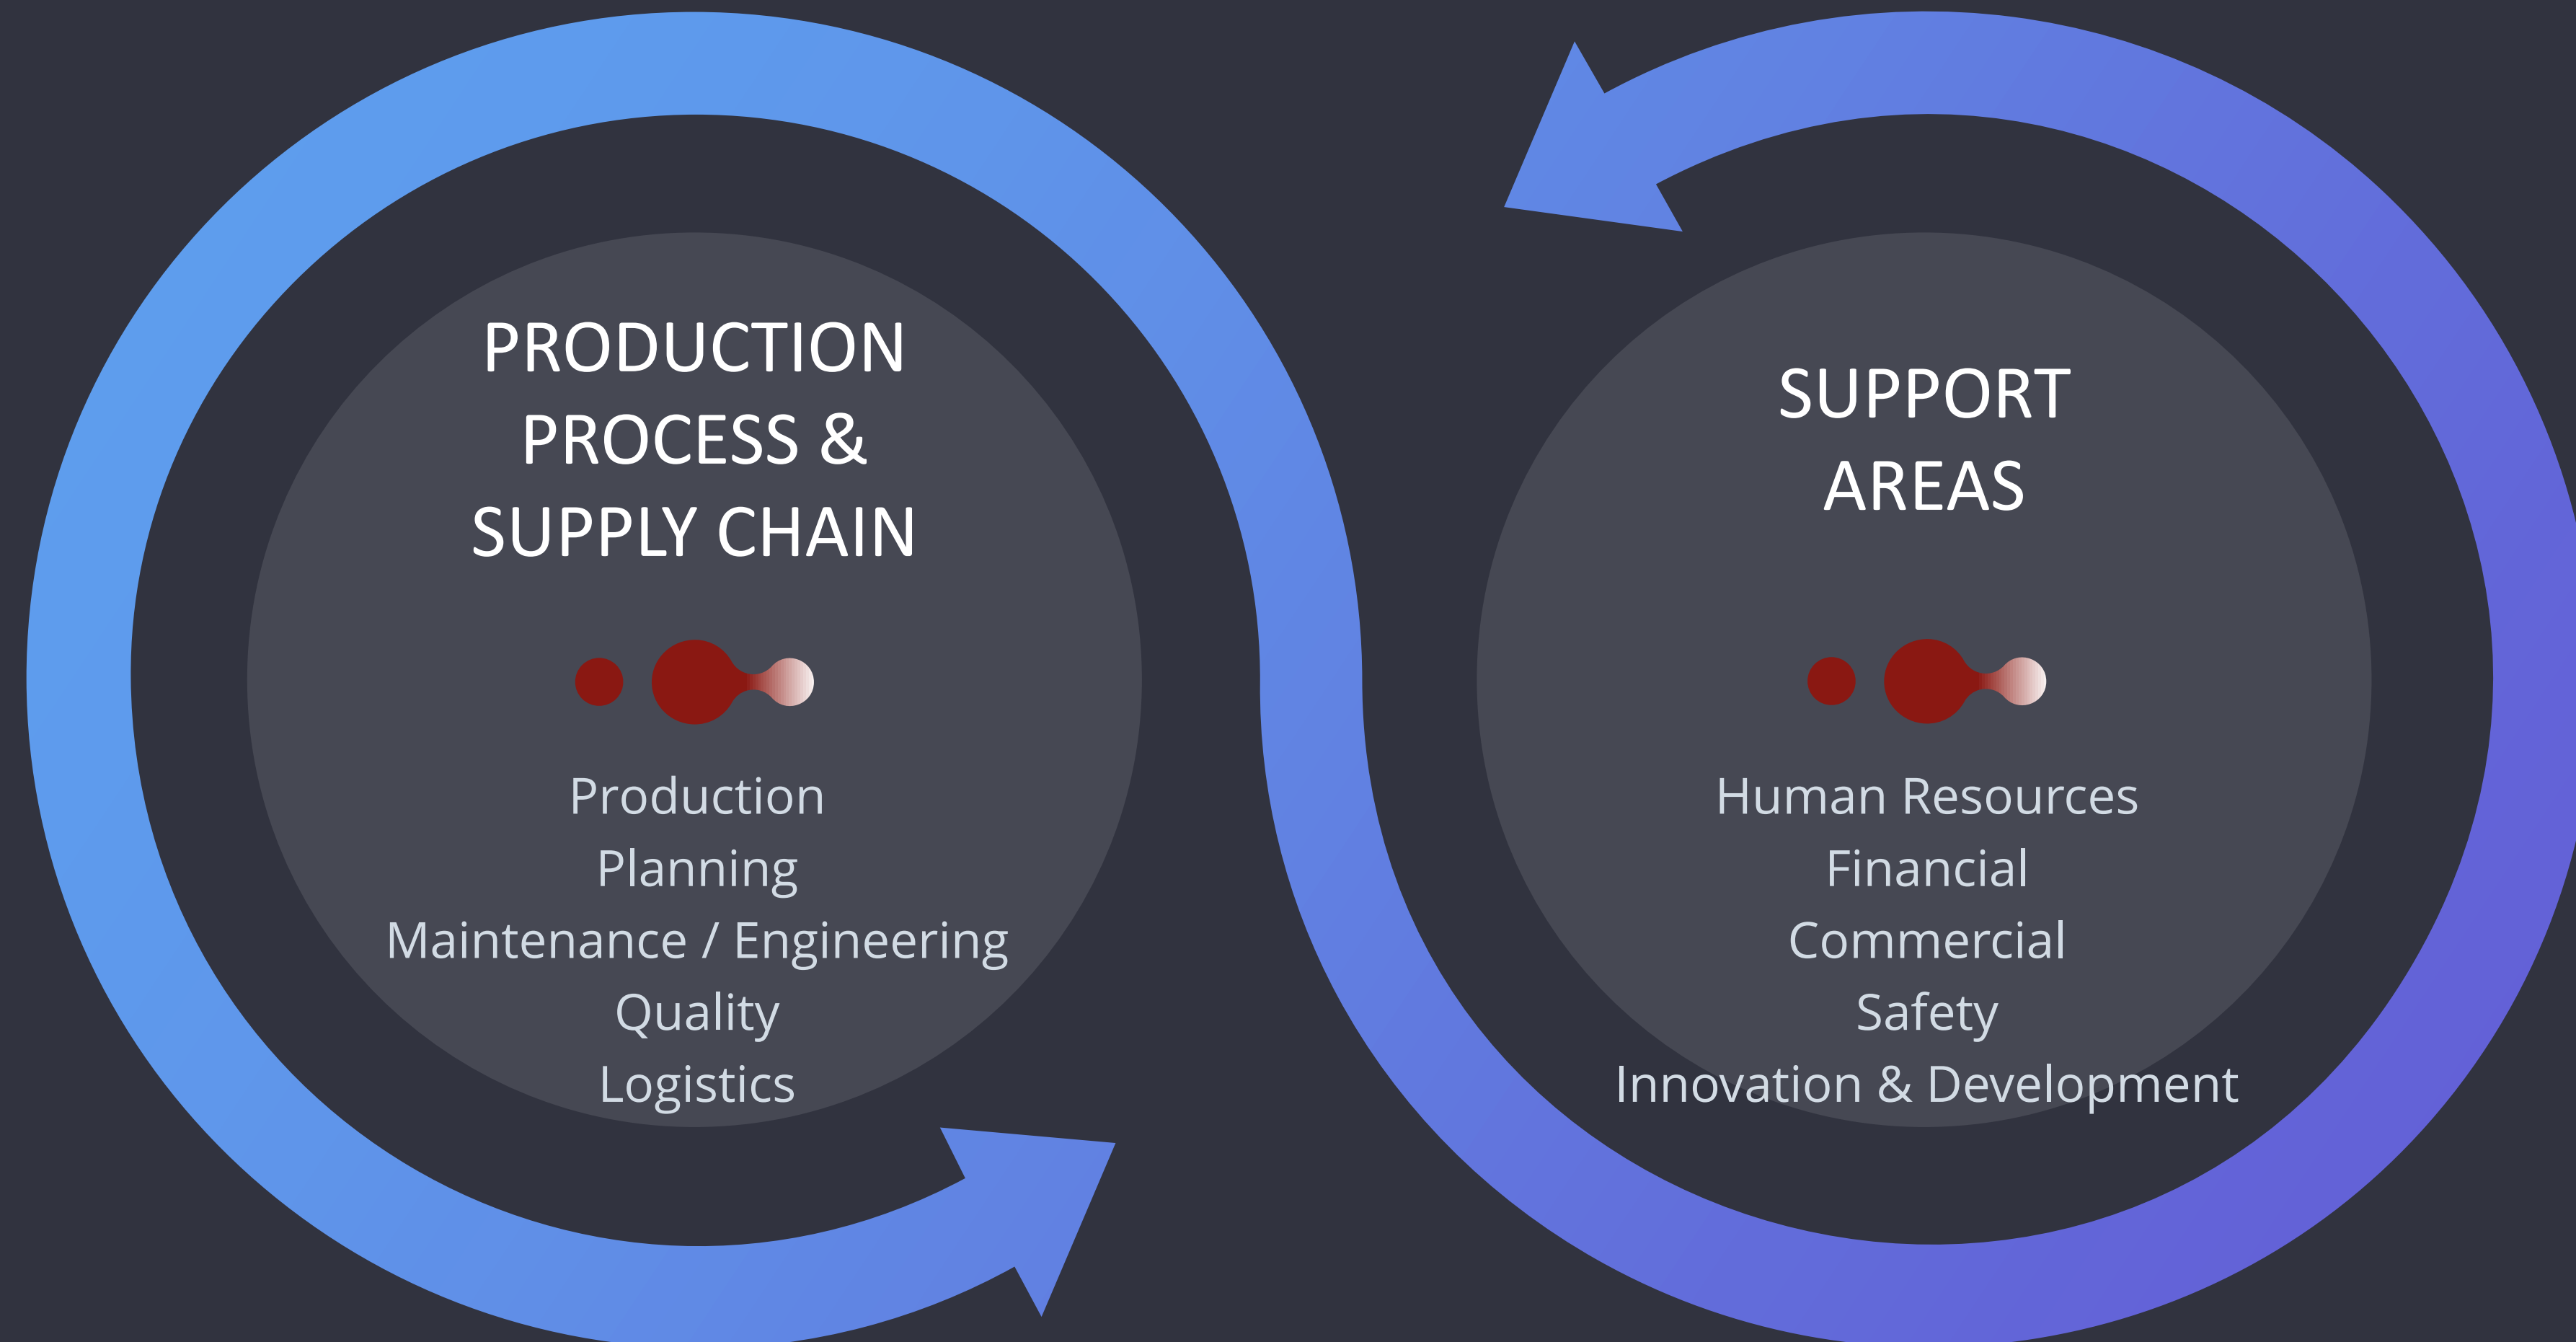 PRODUCTION
PROCESS &
SUPPLY CHAIN
Production
Planning
Maintenance / Engineering
Quality
Logistics
SUPPORT
AREAS
Human Resources
Financial
Commercial
Safety
Innovation & Development